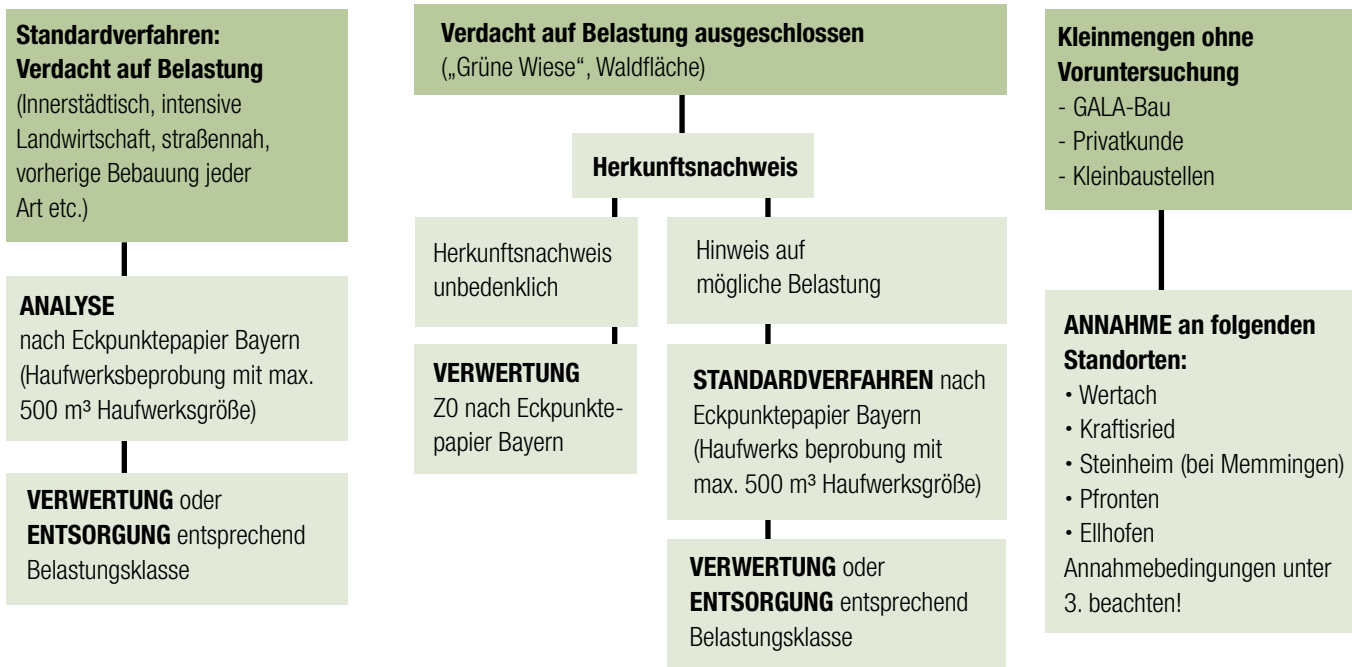 Standardverfahren:
Verdacht auf Belastung
(Innerstädtisch, intensive
Landwirtschaft, straßennah,
vorherige Bebauung jeder
Art etc.)
ANALYSE
nach Eckpunktepapier Bayern
(Haufwerksbeprobung mit max.
500 m³ Haufwerksgröße)
VERWERTUNG oder
ENTSORGUNG entsprechend
Belastungsklasse
Verdacht auf Belastung ausgeschlossen
(„Grüne Wiese“, Waldfläche)
Herkunftsnachweis
Herkunftsnachweis
unbedenklich
VERWERTUNG
Z0 nach Eckpunkte-
papier Bayern
Hinweis auf
mögliche Belastung
STANDARDVERFAHREN nach
Eckpunktepapier Bayern
(Haufwerks beprobung mit
max. 500 m³ Haufwerksgröße)
VERWERTUNG oder
ENTSORGUNG entsprechend
Belastungsklasse
Kleinmengen ohne
Voruntersuchung
- GALA-Bau
- Privatkunde
- Kleinbaustellen
ANNAHME an folgenden
Standorten:
• Wertach
• Kraftisried
• Steinheim (bei Memmingen)
• Pfronten
• Ellhofen
Annahmebedingungen unter
3. beachten!